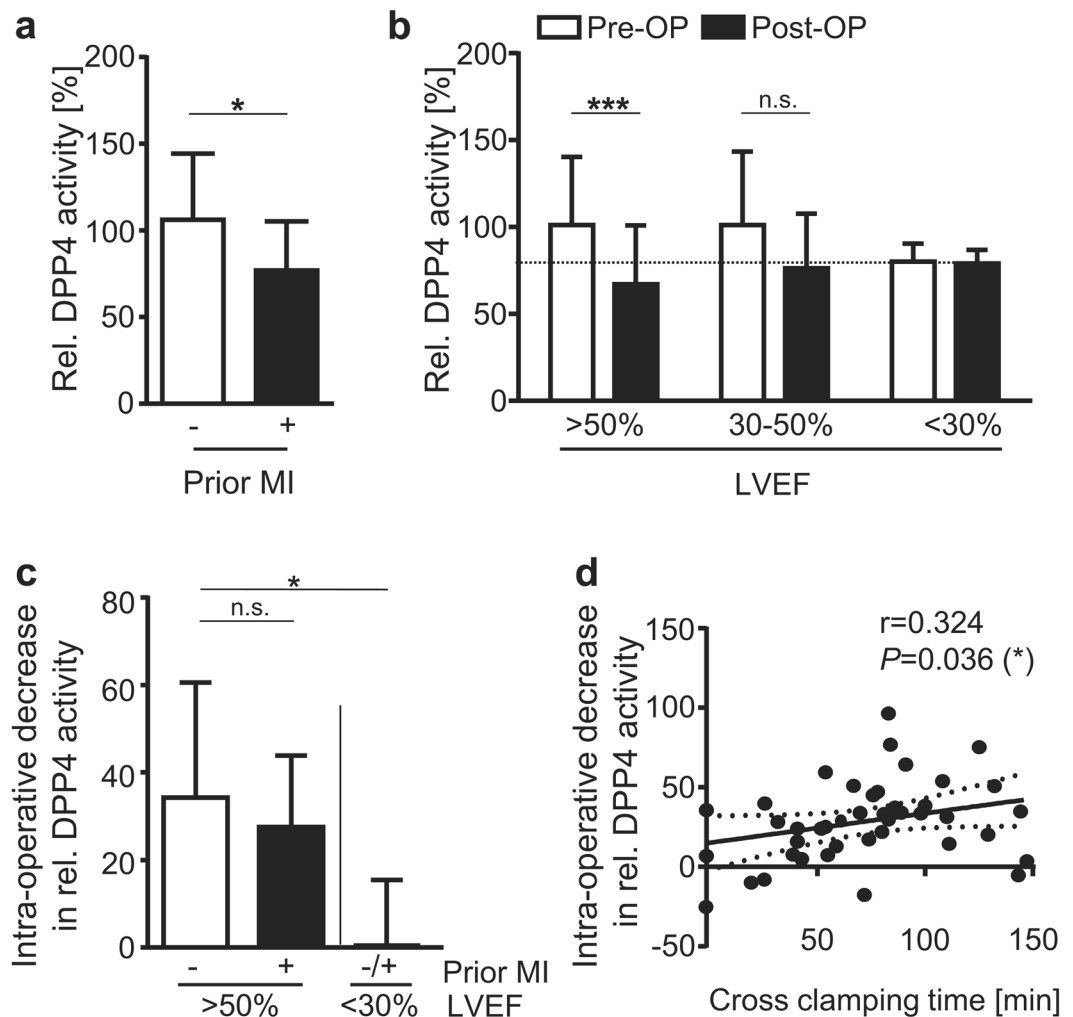 a
Rel. DPP4 activity [%]
200
150
100
50
0
*
- +
Prior MI
b
Pre-OP Post-OP
Rel. DPP4 activity [%]
200
150
100
50
0
*** n.s.
>50% 30-50% <30%
LVEF
c
Intra-operative decrease
in rel. DPP4 activity
80
60
40
20
0
*
n.s.
- + -/+ Prior MI
>50% <30% LVEF
d
Intra-operative decrease
in rel. DPP4 activity
150
100
50
0
-50
r=0.324
P=0.036 (*)
50 100 150
Cross clamping time [min]